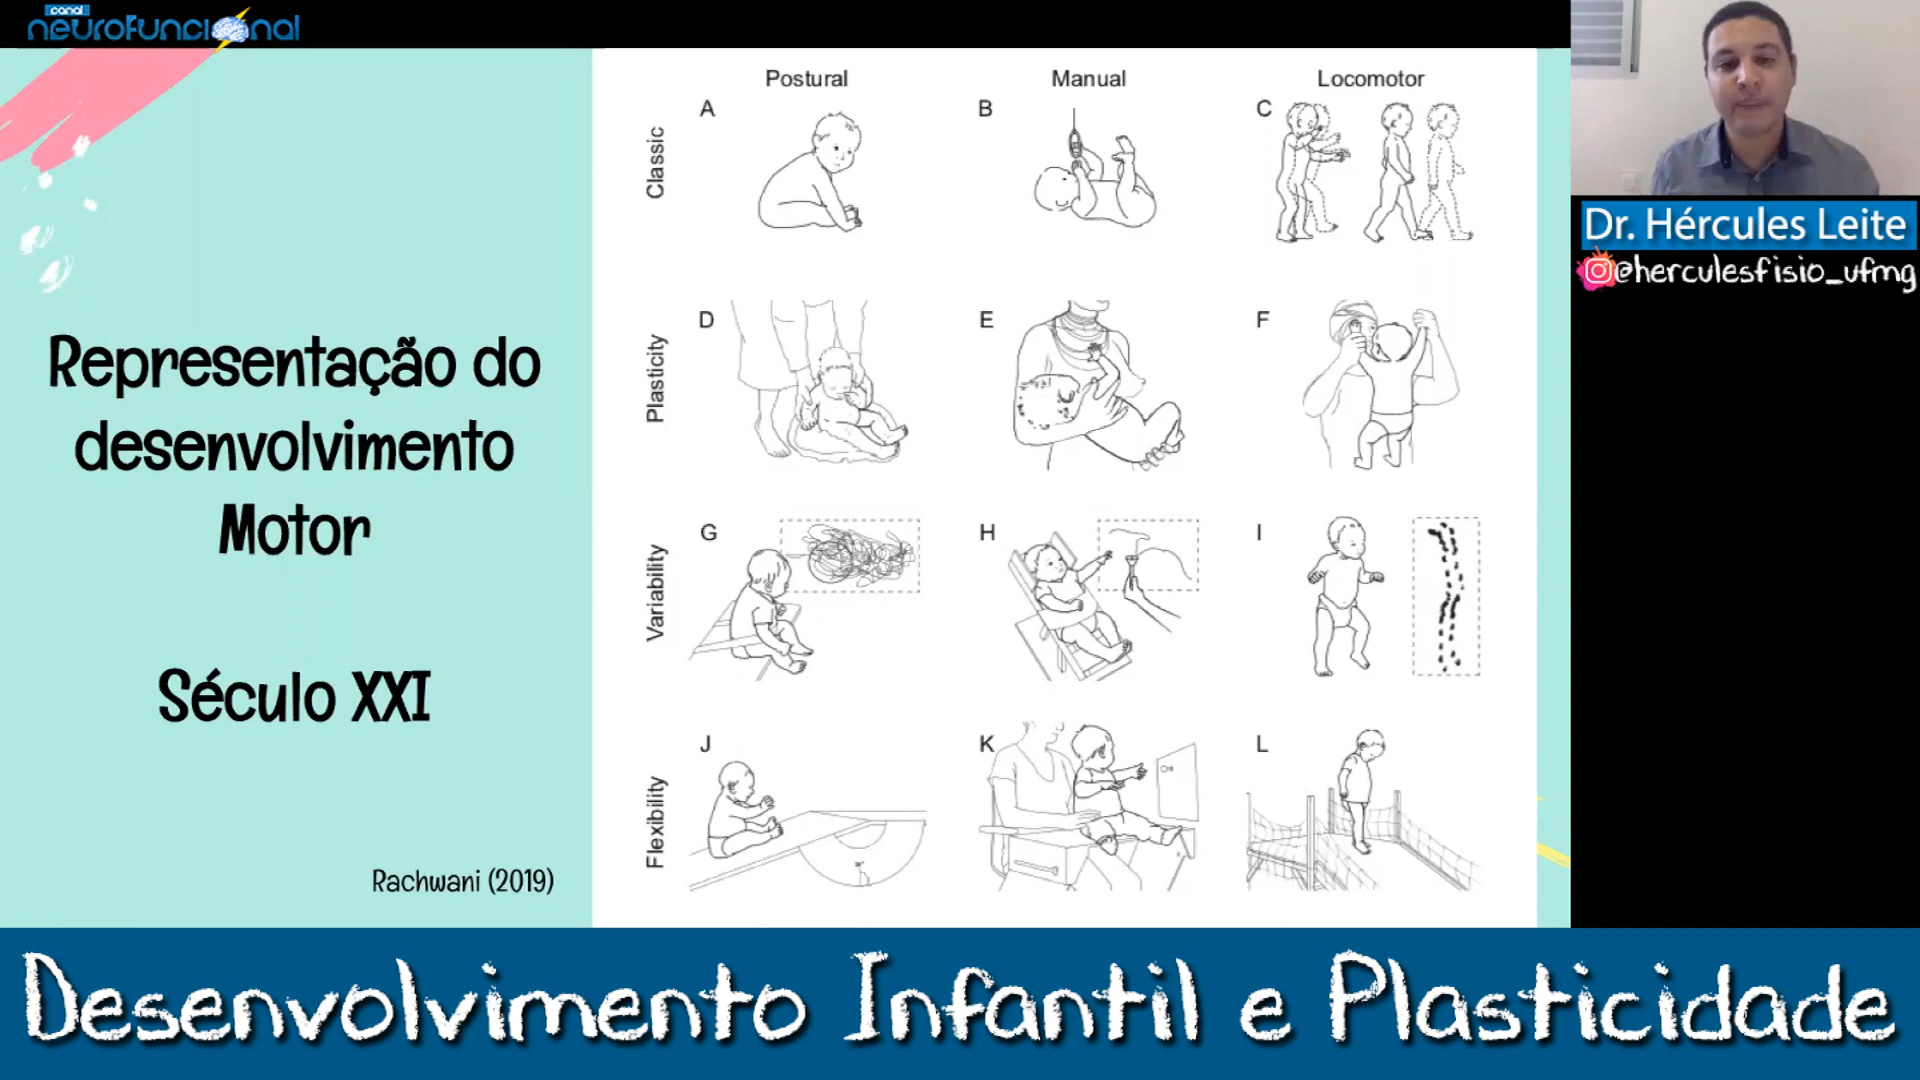 canal
neurofuncional
Representação do
desenvolvimento
Motor
Século XXI
Rachwani (2019)
Postural
Manual
Locomotor
Classic
A
B
C
Plasticity
D
E
F
Variability
G
H
I
Flexibility
J
K
L
Dr. Hércules Leite
@herculesfisio_ufmg
Desenvolvimento Infantil e Plasticidade